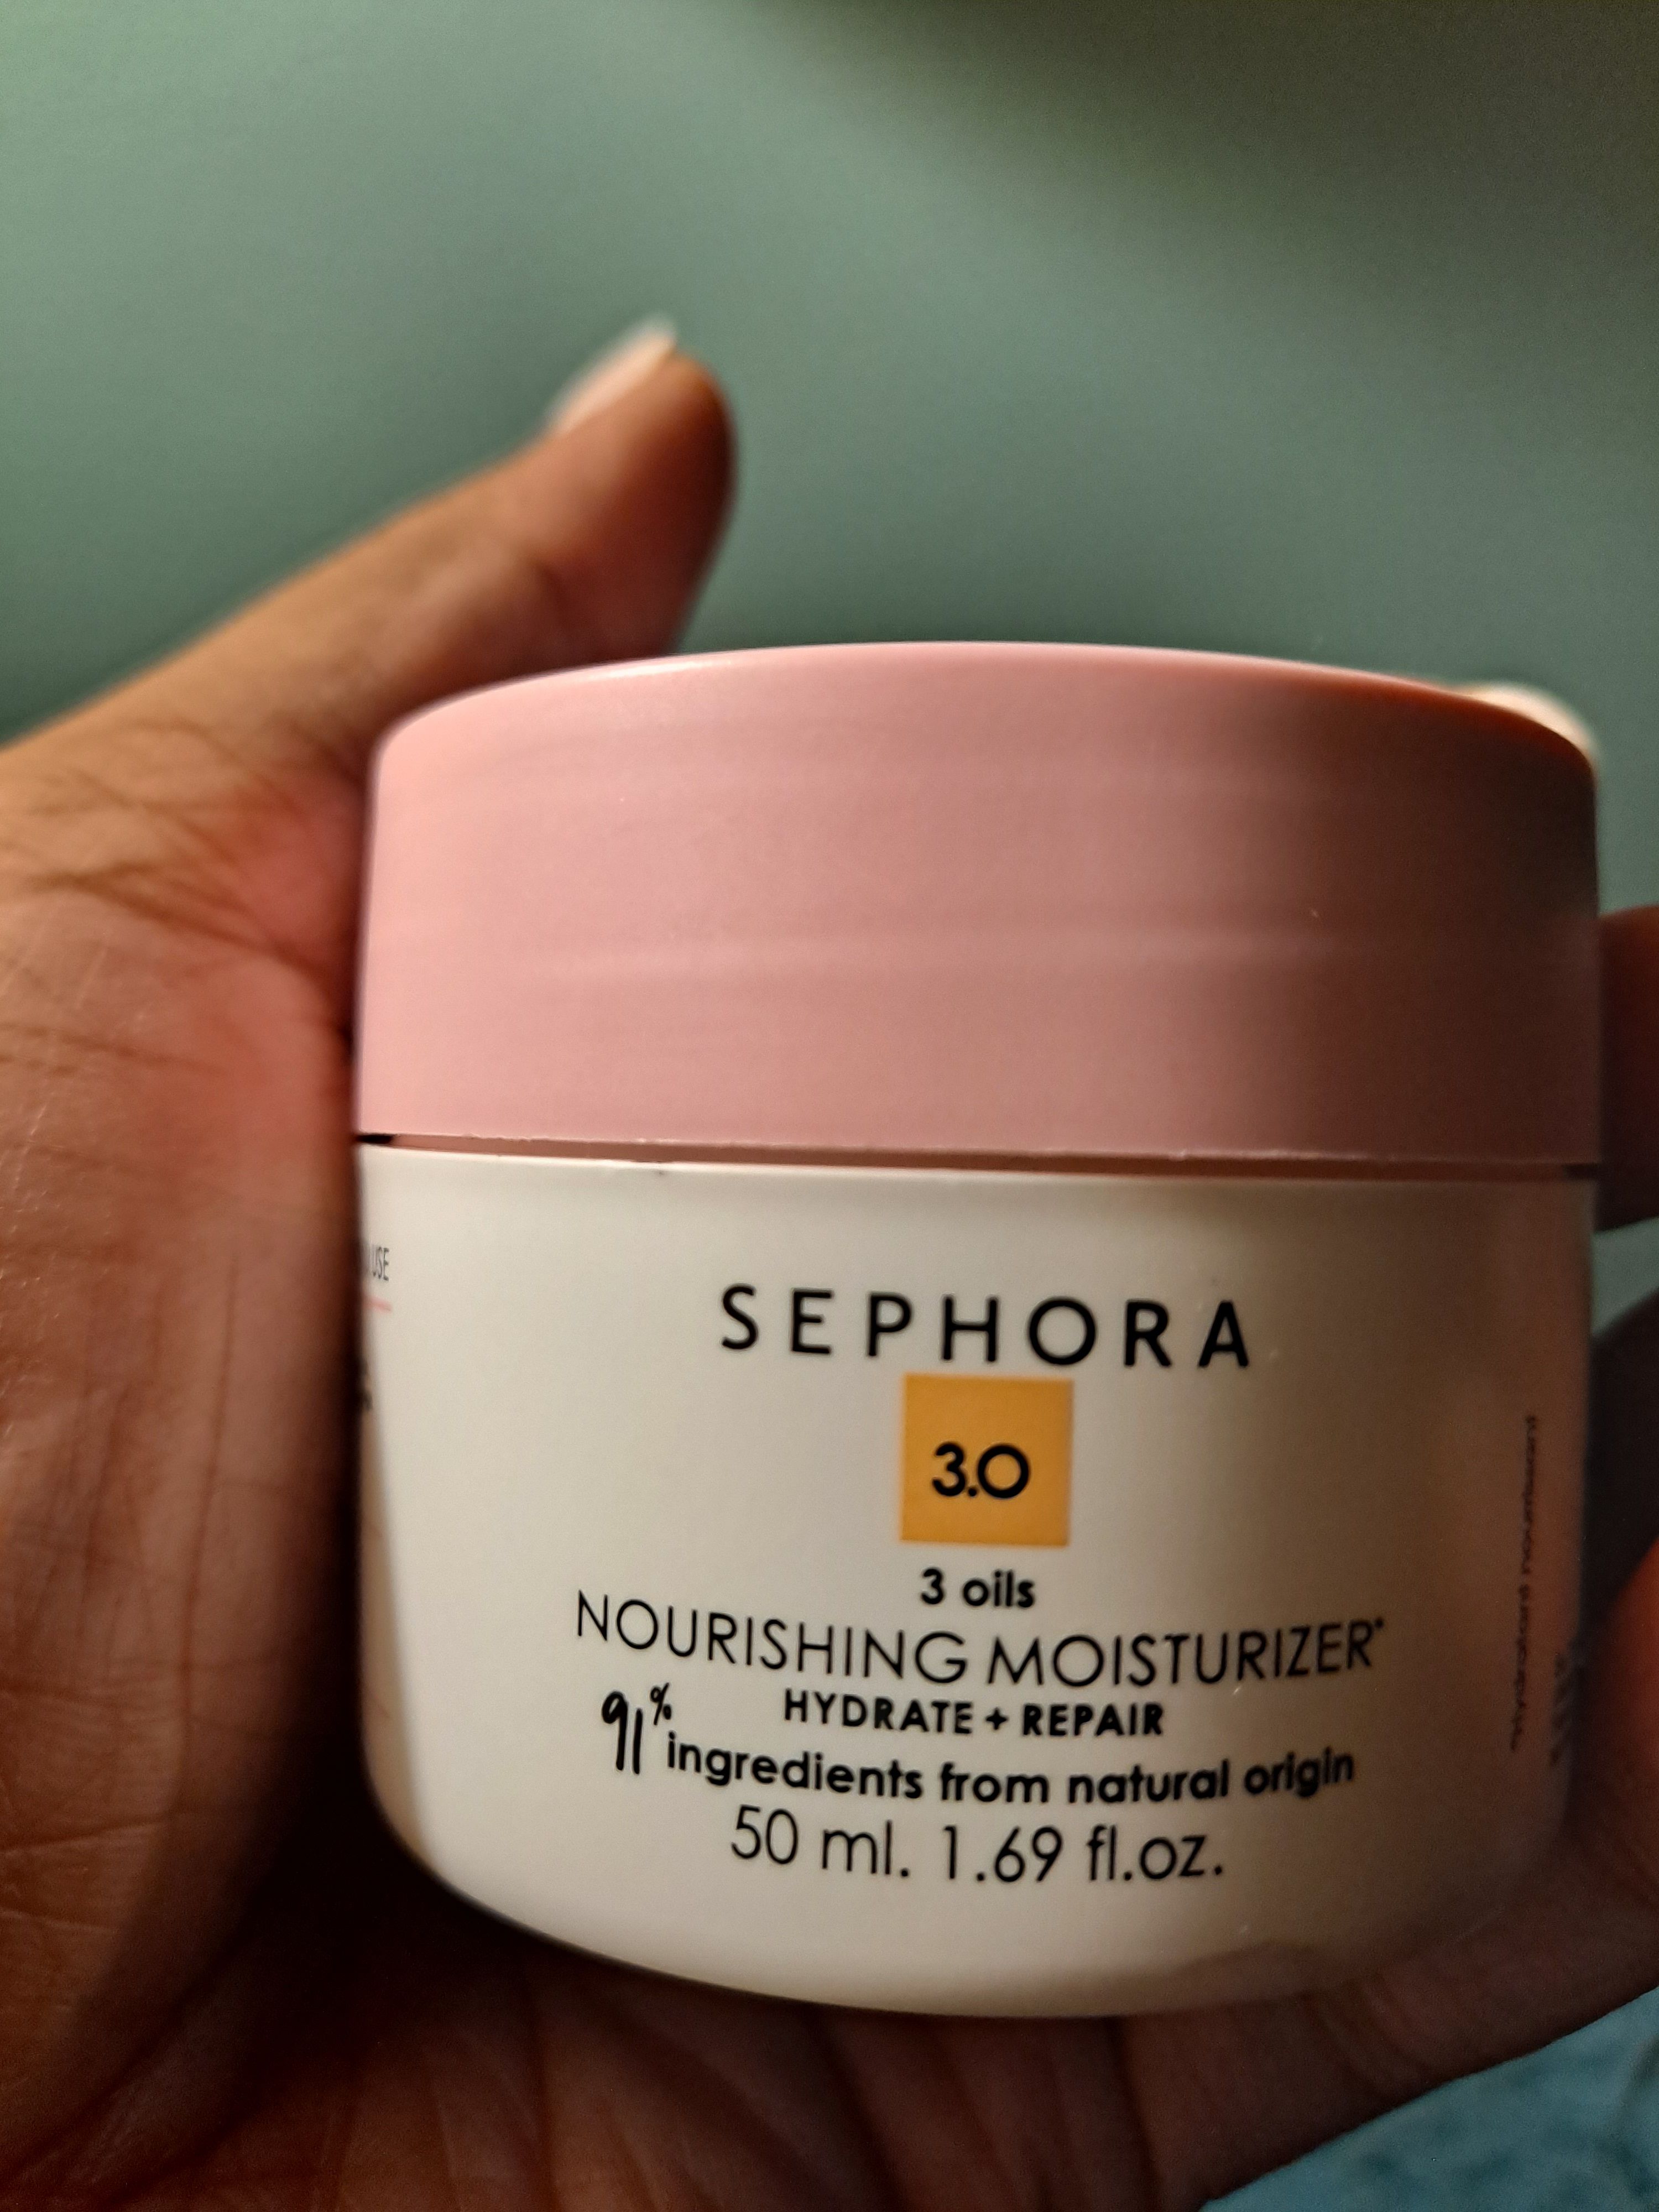 SEPHORA
3.0
3 oils
NOURISHING MOISTURIZER*
HYDRATE + REPAIR
91% ingredients from natural origin
50 ml. 1.69 fl.oz.
USE